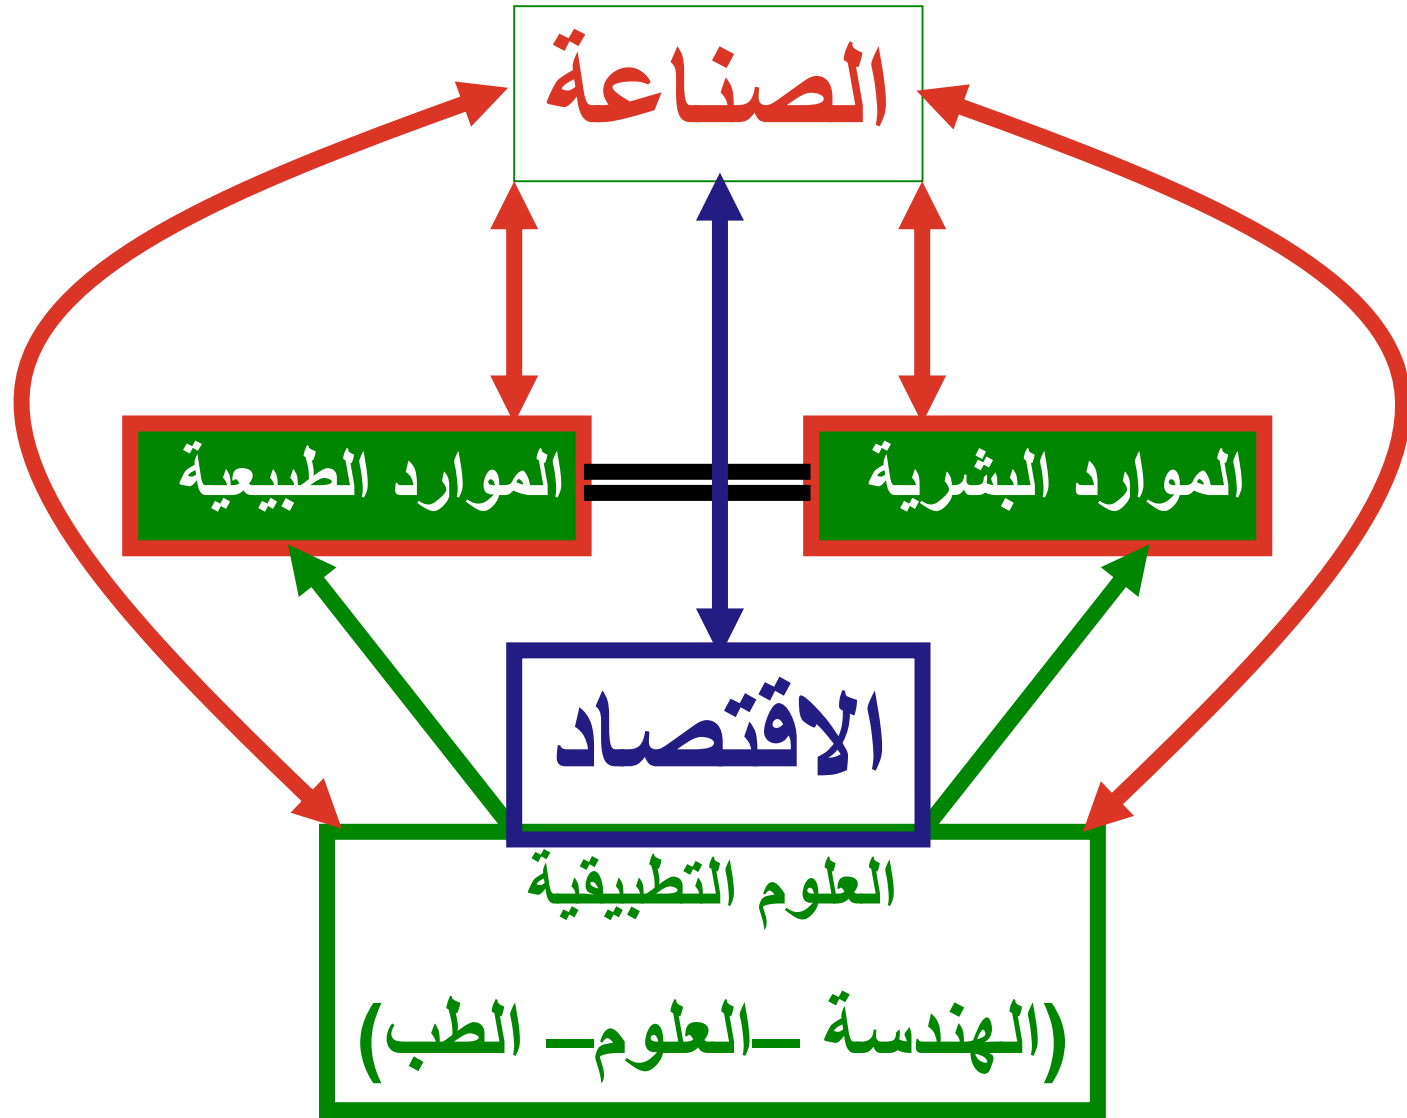 الصناعة
الموارد البشرية
الموارد الطبيعية
الاقتصاد
العلوم التطبيقية
(الهندسة –العلوم– الطب)